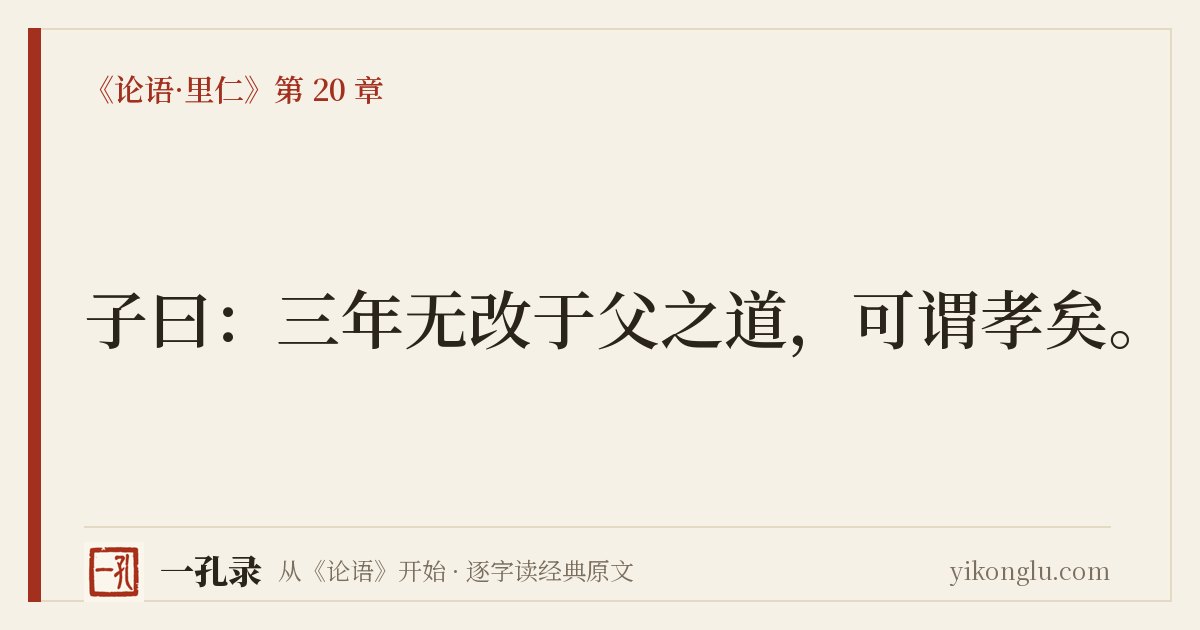 《论语·里仁》第 20 章
子曰：三年无改于父之道，可谓孝矣。
一孔
一孔录 从《论语》开始 · 逐字读经典原文 yikonglu.com